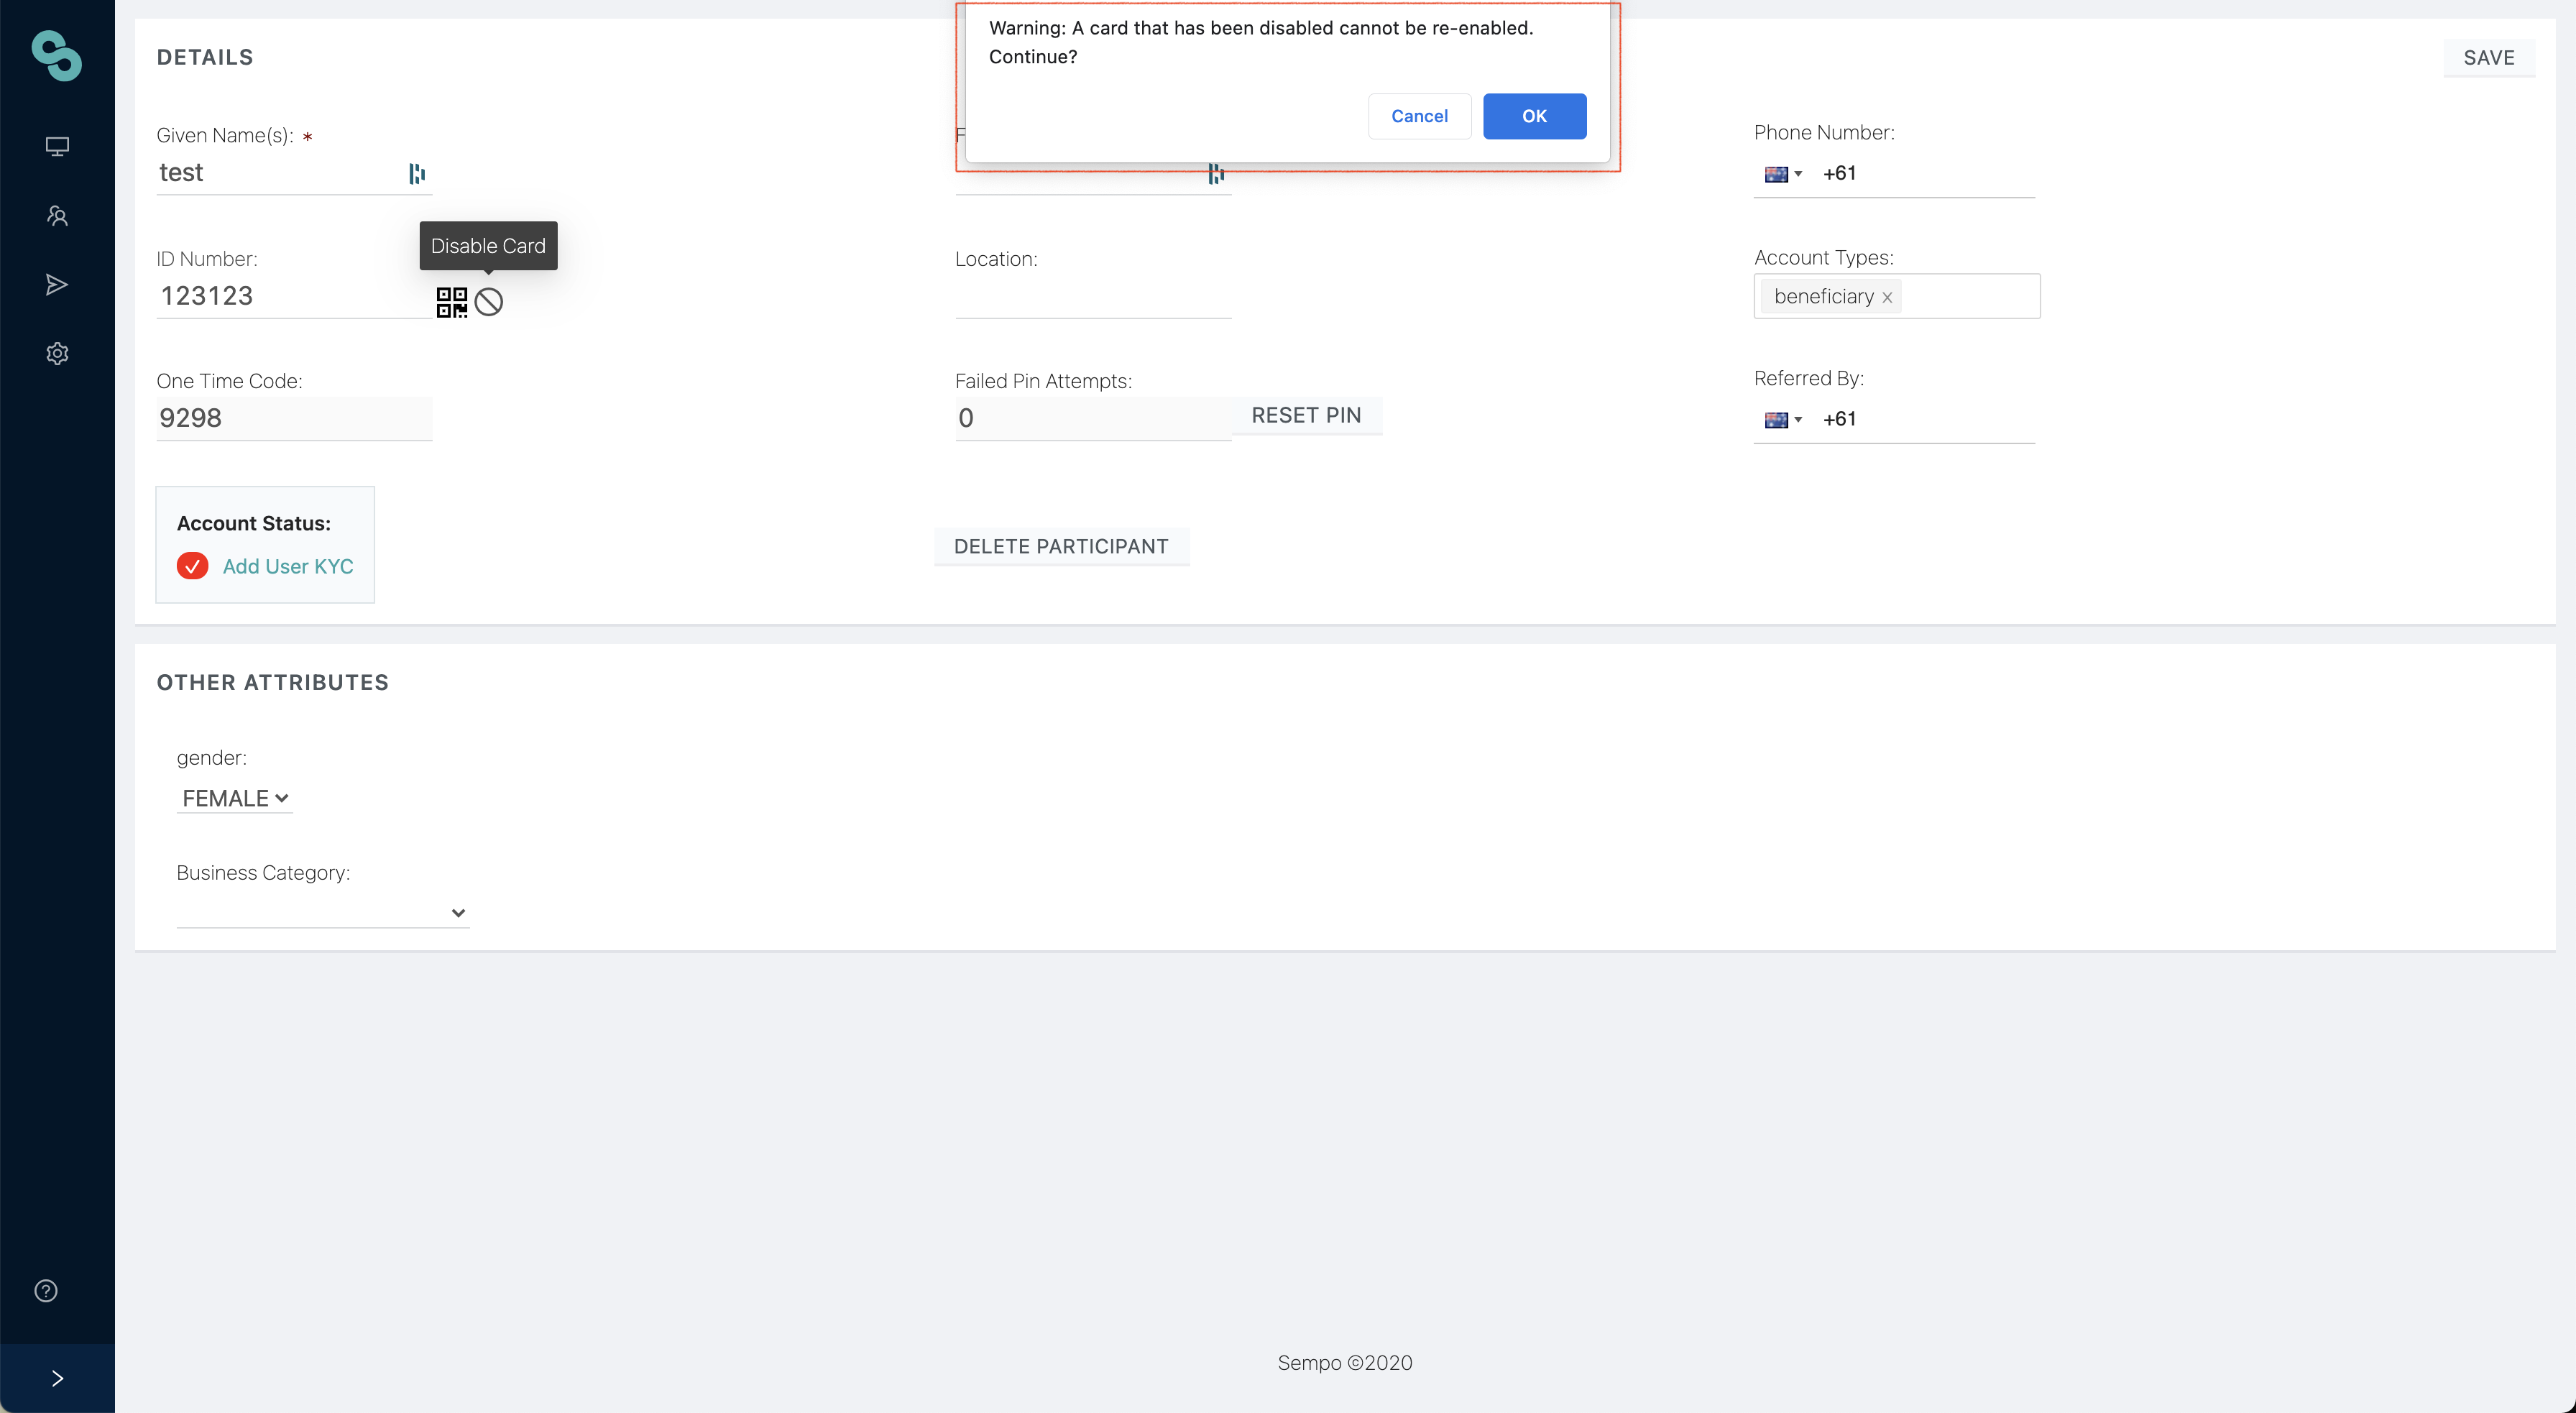 Warning: A card that has been disabled cannot be re-enabled.
Continue?
Cancel
OK
DETAILS
SAVE
Given Name(s): *
test
Phone Number:
+61
Disable Card
ID Number:
123123
Location:
Account Types:
beneficiary
One Time Code:
9298
Failed Pin Attempts:
0
RESET PIN
Referred By:
+61
Account Status:
Add User KYC
DELETE PARTICIPANT
OTHER ATTRIBUTES
gender:
FEMALE
Business Category:
Sempo ©2020